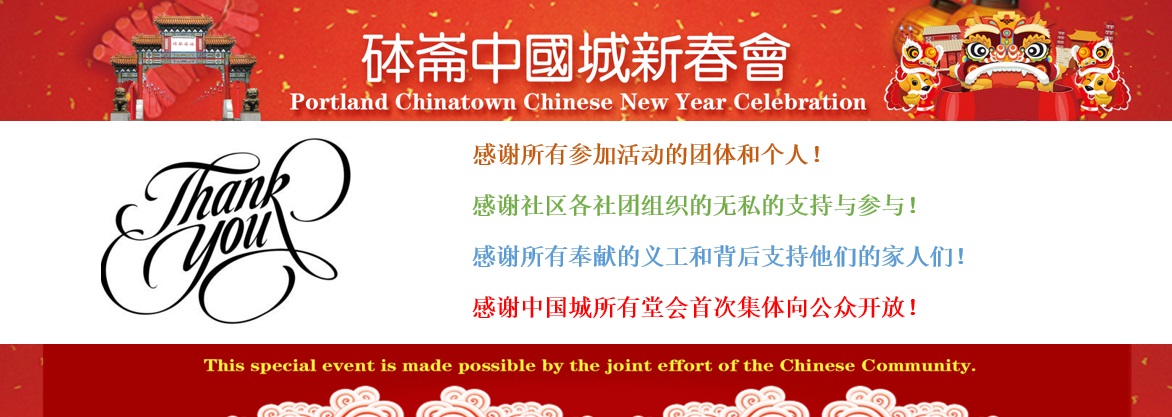 砵崙中國城新春會
Portland Chinatown Chinese New Year Celebration
Thank
you
感谢所有参加活动的团体和个人！
感谢社区各社团组织的无私的支持与参与！
感谢所有奉献的义工和背后支持他们的家人们！
感谢中国城所有堂会首次集体向公众开放！
This special event is made possible by the joint effort of the Chinese Community.